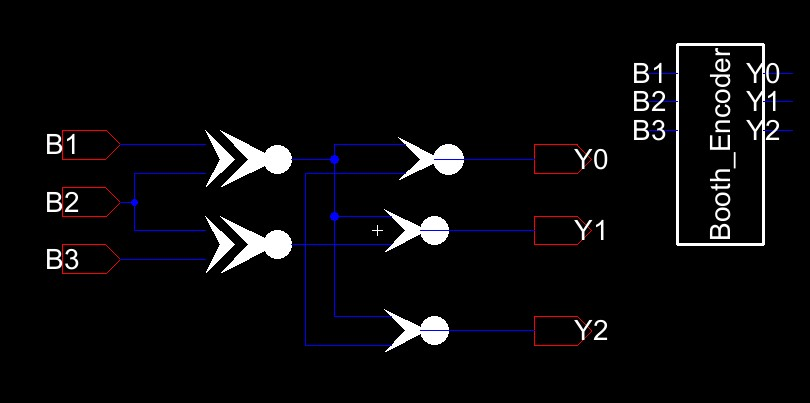 B1
B2
B3
Y0
Y1
Y2
B1
B2
B3
Booth_Encoder
Y0
Y1
Y2